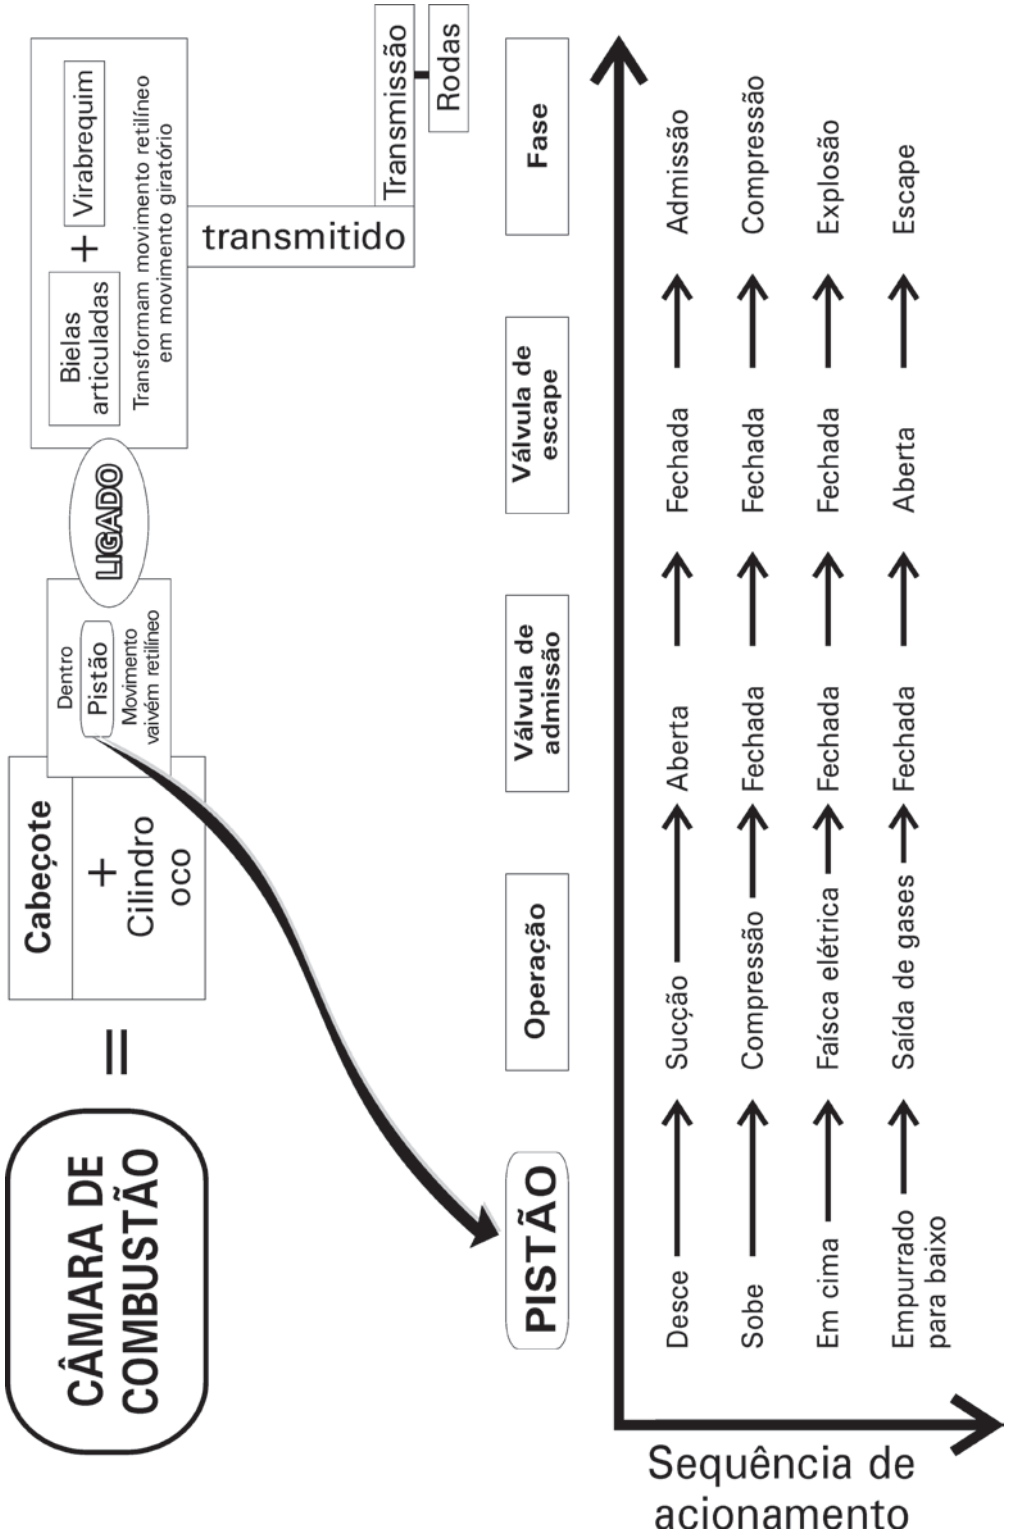 CÂMARA DE
COMBUSTÃO
=
Cabeçote
+
Cilindro
oco
Dentro
Pistão
Movimento
vaivém retilíneo
LIGADO
Bielas
articuladas
+
Virabrequim
Transformam movimento retilíneo
em movimento giratório
transmitido
Transmissão
Rodas
PISTÃO
Operação
Válvula de
admissão
Válvula de
escape
Fase
Desce
Sucção
Aberta
Fechada
Admissão
Sobe
Compressão
Fechada
Fechada
Compressão
Em cima
Faísca elétrica
Fechada
Fechada
Explosão
Empurrado
para baixo
Saída de gases
Fechada
Aberta
Escape
Sequência de
acionamento